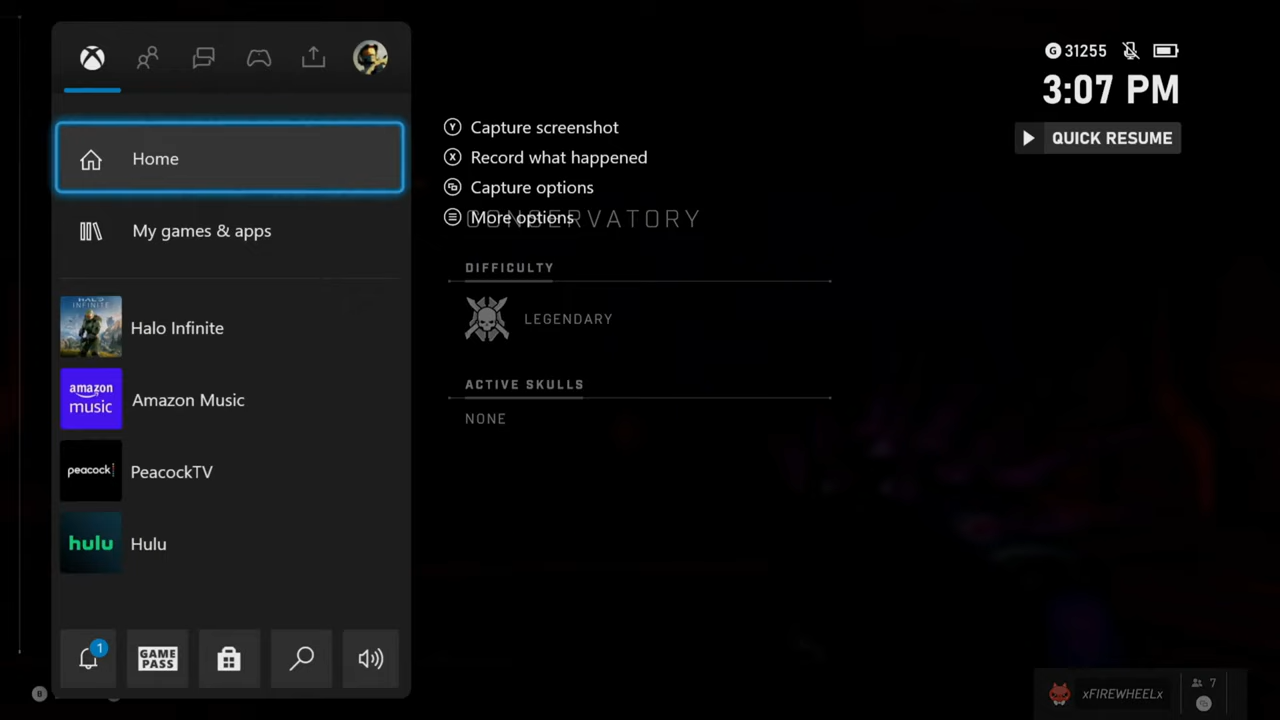 31255
3:07 PM
QUICK RESUME
Home
My games & apps
HALO INFINITE
Halo Infinite
amazon music
Amazon Music
peacock
PeacockTV
hulu
Hulu
1
GAME PASS
Y Capture screenshot
X Record what happened
Capture options
More options
CONSERVATORY
DIFFICULTY
LEGENDARY
ACTIVE SKULLS
NONE
B
xFIREWHEELx
7